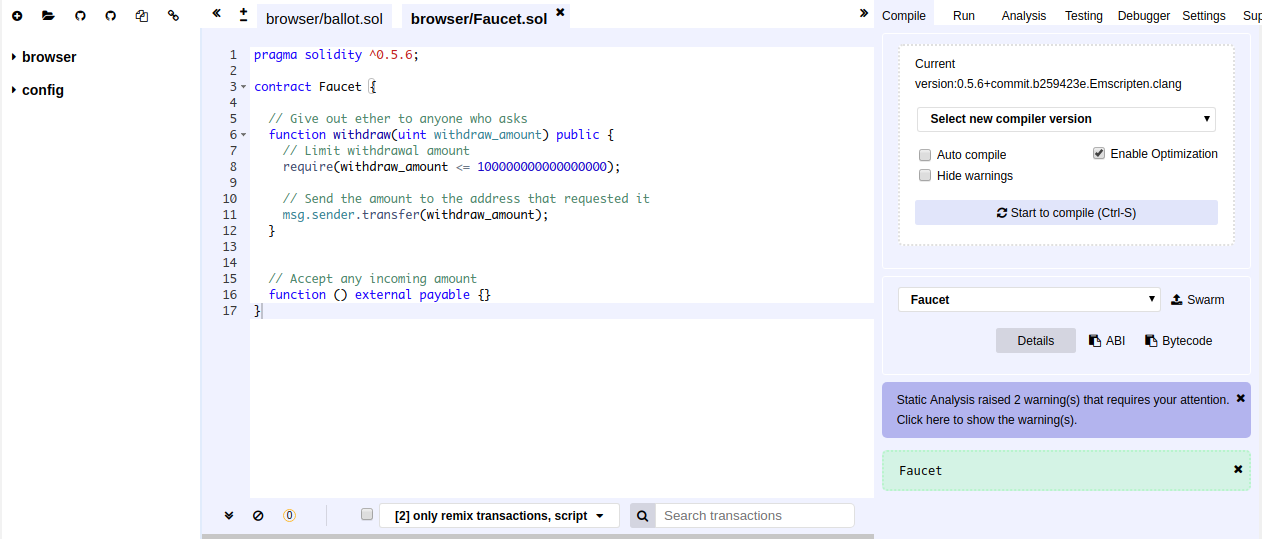 browser/ballot.sol browser/Faucet.sol
Compile Run Analysis Testing Debugger Settings Sup
browser
config
1 pragma solidity ^0.5.6;
2
3 contract Faucet {
4
5 // Give out ether to anyone who asks
6 function withdraw(uint withdraw_amount) public {
7 // Limit withdrawal amount
8 require(withdraw_amount <= 100000000000000000);
9
10 // Send the amount to the address that requested it
11 msg.sender.transfer(withdraw_amount);
12 }
13
14
15 // Accept any incoming amount
16 function () external payable {}
17 }
0
[2] only remix transactions, script
Search transactions
Current
version:0.5.6+commit.b259423e.Emscripten.clang
Select new compiler version
Auto compile Enable Optimization
Hide warnings
Start to compile (Ctrl-S)
Faucet Swarm
Details ABI Bytecode
Static Analysis raised 2 warning(s) that requires your attention.
Click here to show the warning(s).
Faucet